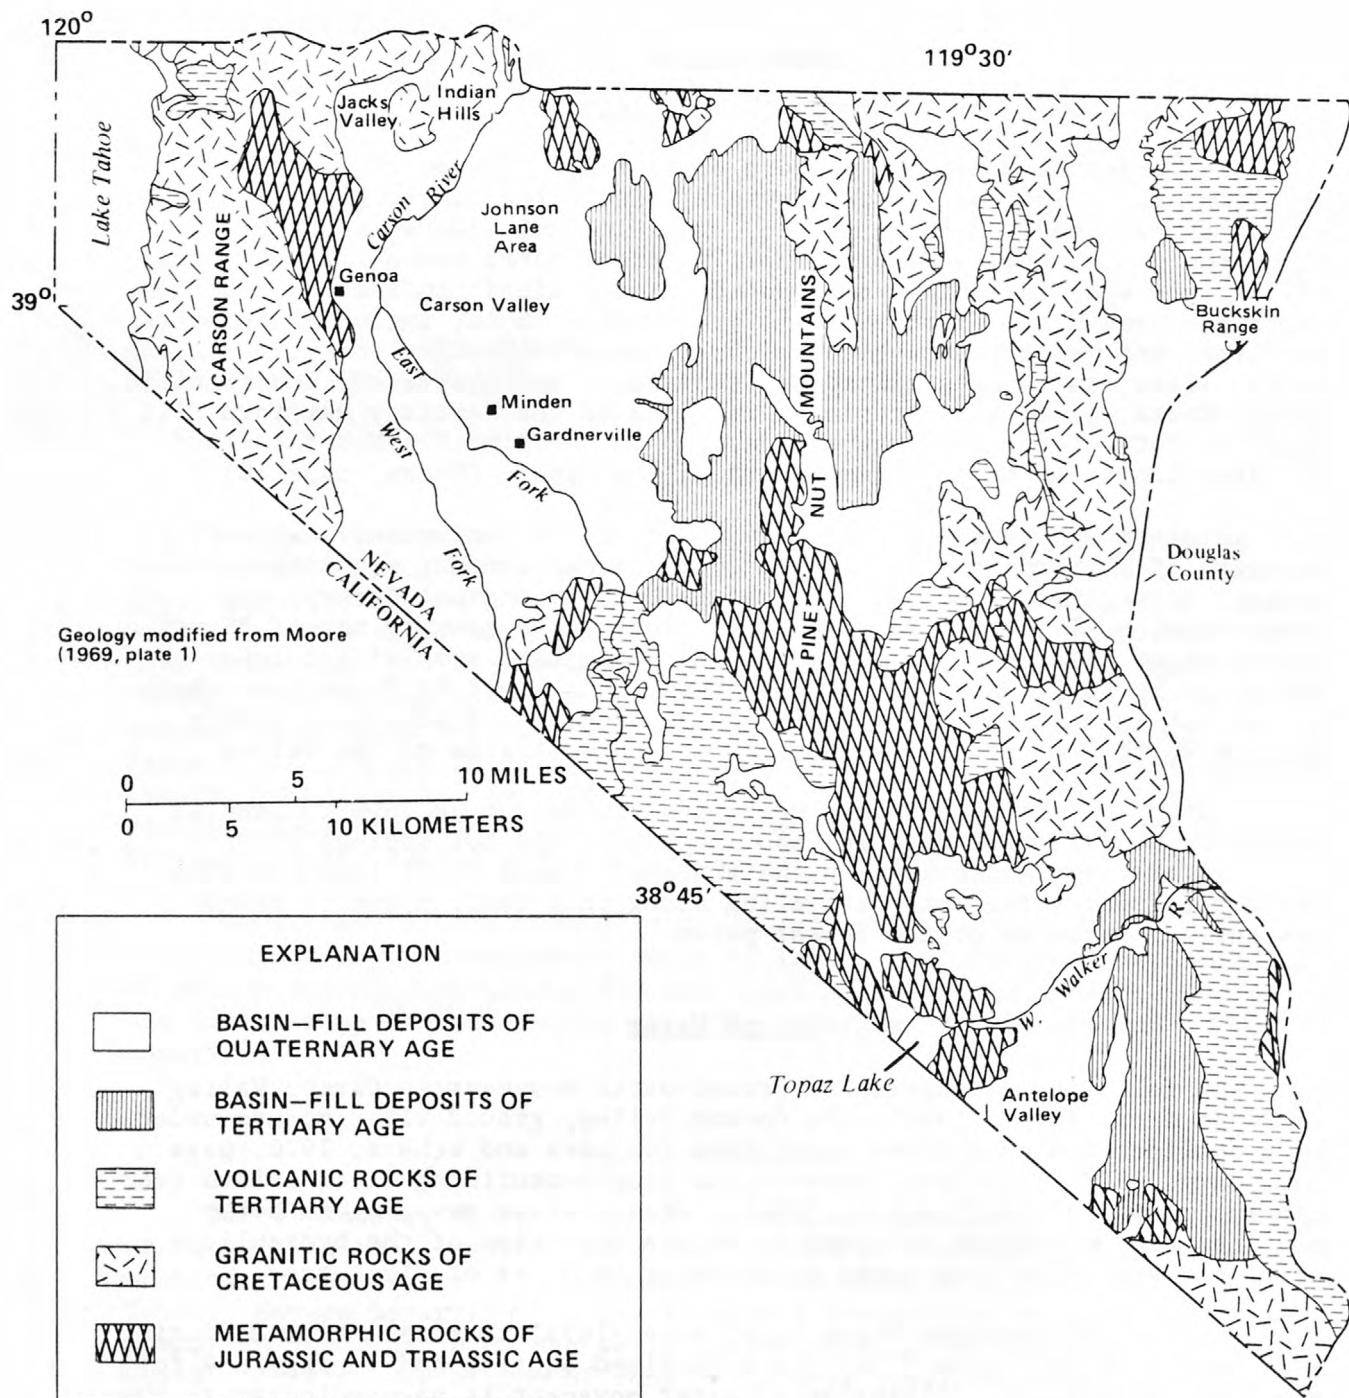 120°
119°30′
Lake Tahoe
Jacks
Valley
Indian
Hills
Carson River
Johnson
Lane
Area
CARSON RANGE
Genoa
39°
Carson Valley
PINE NUT MOUNTAINS
Buckskin
Range
East Fork
Minden
Gardnerville
West Fork
Douglas
County
NEVADA
CALIFORNIA
Geology modified from Moore
(1969, plate 1)
0 5 10 MILES
0 5 10 KILOMETERS
38°45′
W. Walker R.
Topaz Lake
Antelope
Valley
EXPLANATION
BASIN—FILL DEPOSITS OF
QUATERNARY AGE
BASIN—FILL DEPOSITS OF
TERTIARY AGE
VOLCANIC ROCKS OF
TERTIARY AGE
GRANITIC ROCKS OF
CRETACEOUS AGE
METAMORPHIC ROCKS OF
JURASSIC AND TRIASSIC AGE